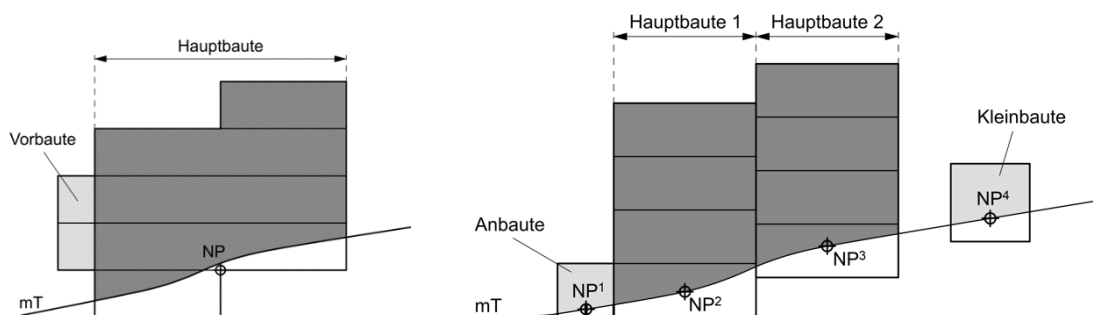 Hauptbaute
Vorbaute
NP
mT
Hauptbaute 1
Hauptbaute 2
Kleinbaute
NP⁴
Anbaute
NP³
NP¹
NP²
mT